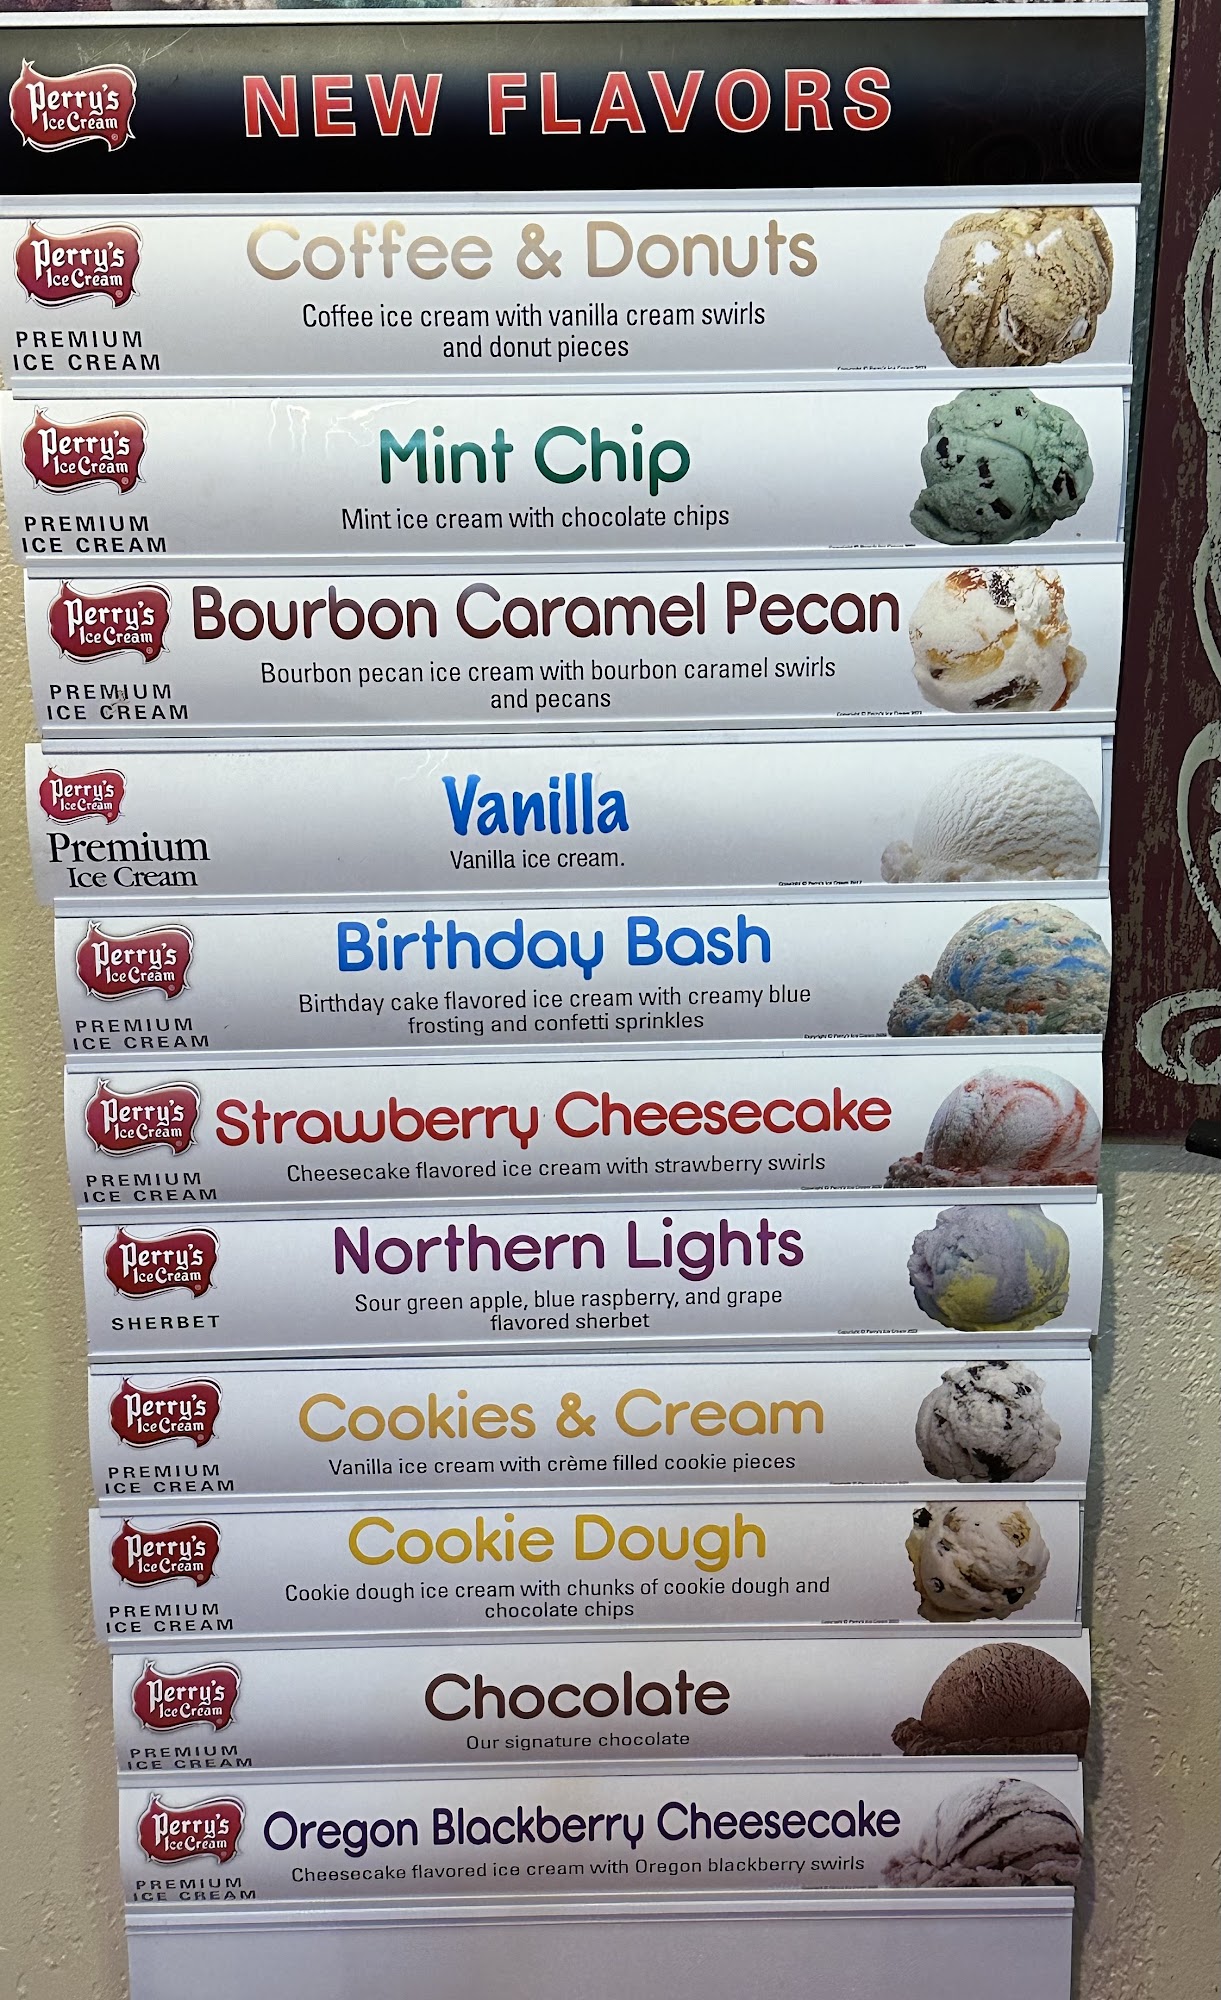 Perry's
Ice Cream
NEW FLAVORS
Perry's
Ice Cream
PREMIUM
ICE CREAM
Coffee & Donuts
Coffee ice cream with vanilla cream swirls
and donut pieces
Perry's
Ice Cream
PREMIUM
ICE CREAM
Mint Chip
Mint ice cream with chocolate chips
Perry's
Ice Cream
PREMIUM
ICE CREAM
Bourbon Caramel Pecan
Bourbon pecan ice cream with bourbon caramel swirls
and pecans
Perry's
Ice Cream
Premium
Ice Cream
Vanilla
Vanilla ice cream.
Perry's
Ice Cream
PREMIUM
ICE CREAM
Birthday Bash
Birthday cake flavored ice cream with creamy blue
frosting and confetti sprinkles
Perry's
Ice Cream
PREMIUM
ICE CREAM
Strawberry Cheesecake
Cheesecake flavored ice cream with strawberry swirls
Perry's
Ice Cream
SHERBET
Northern Lights
Sour green apple, blue raspberry, and grape
flavored sherbet
Perry's
Ice Cream
PREMIUM
ICE CREAM
Cookies & Cream
Vanilla ice cream with crème filled cookie pieces
Perry's
Ice Cream
PREMIUM
ICE CREAM
Cookie Dough
Cookie dough ice cream with chunks of cookie dough and
chocolate chips
Perry's
Ice Cream
PREMIUM
ICE CREAM
Chocolate
Our signature chocolate
Perry's
Ice Cream
PREMIUM
ICE CREAM
Oregon Blackberry Cheesecake
Cheesecake flavored ice cream with Oregon blackberry swirls